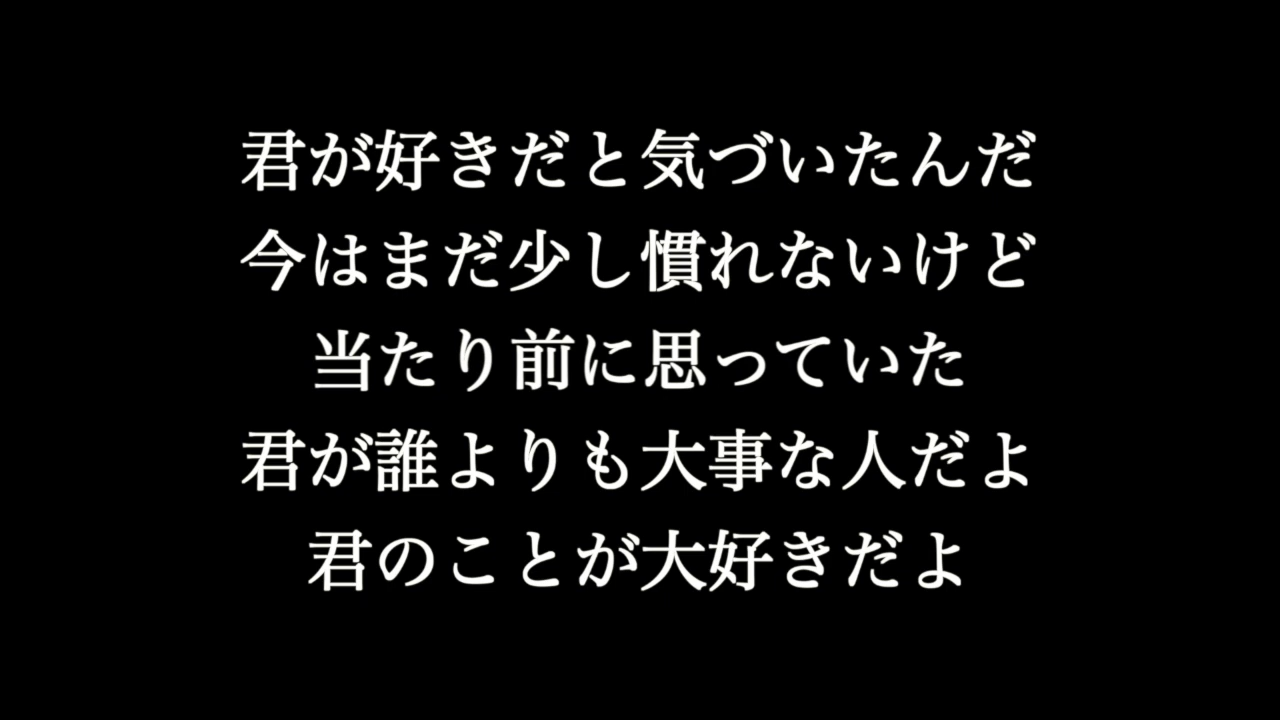 君が好きだと気づいたんだ
今はまだ少し慣れないけど
当たり前に思っていた
君が誰よりも大事な人だよ
君のことが大好きだよ